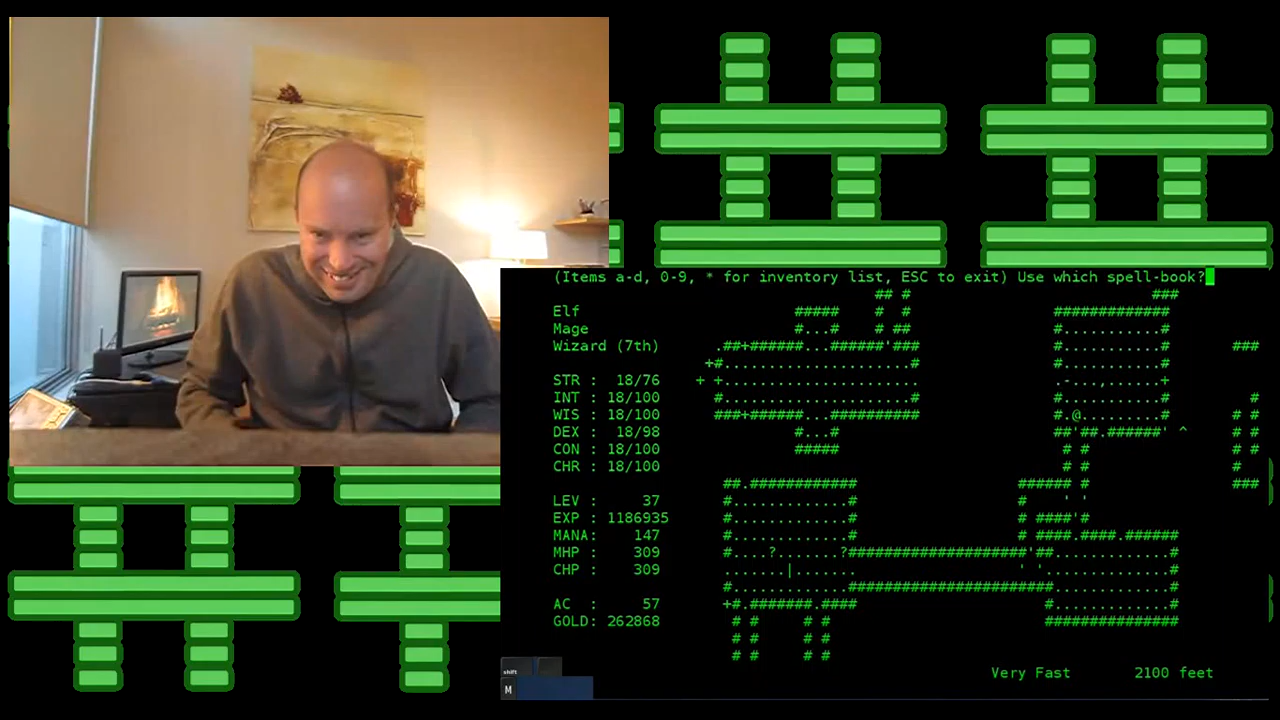 (Items a-d, 0-9, * for inventory list, ESC to exit) Use which spell-book?
Elf
Mage
Wizard (7th)
STR : 18/76
INT : 18/100
WIS : 18/100
DEX : 18/98
CON : 18/100
CHR : 18/100
LEV : 37
EXP : 1186935
MANA: 147
MHP : 309
CHP : 309
AC : 57
GOLD: 262868
Very Fast 2100 feet
shift
M